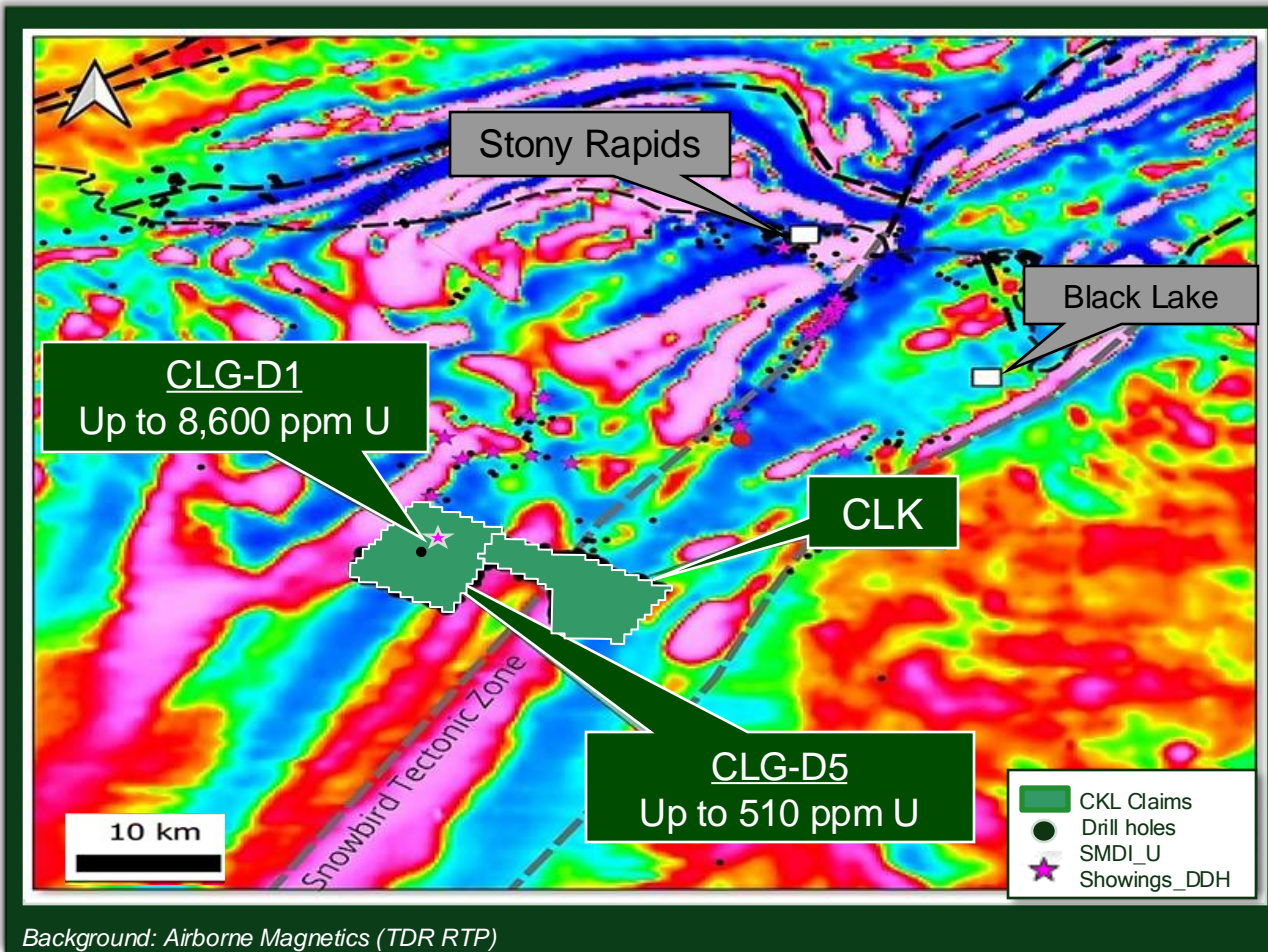 Stony Rapids
Black Lake
CLG-D1
Up to 8,600 ppm U
CLK
Snowbird Tectonic Zone
CLG-D5
Up to 510 ppm U
10 km
CKL Claims
Drill holes
SMDI_U
Showings_DDH
Background: Airborne Magnetics (TDR RTP)